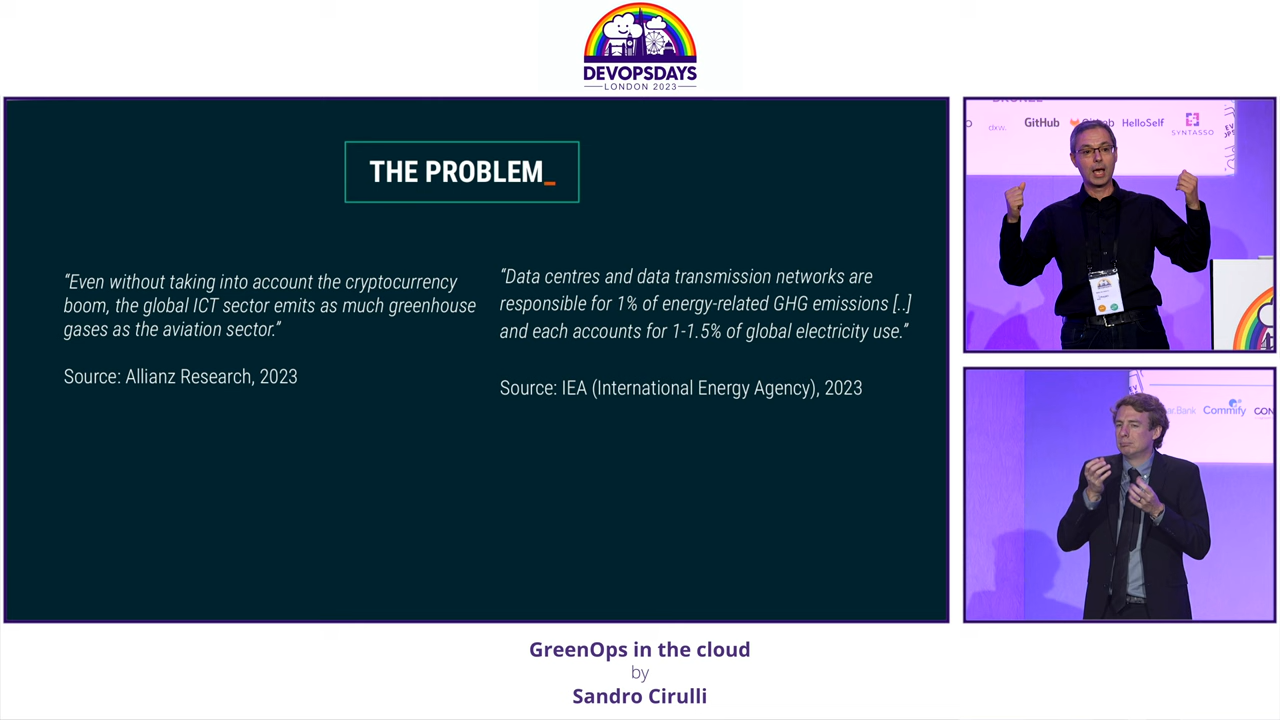 DEVOPSDAYS
LONDON 2023
THE PROBLEM_
“Even without taking into account the cryptocurrency
boom, the global ICT sector emits as much greenhouse
gases as the aviation sector.”
Source: Allianz Research, 2023
“Data centres and data transmission networks are
responsible for 1% of energy-related GHG emissions [..]
and each accounts for 1-1.5% of global electricity use.”
Source: IEA (International Energy Agency), 2023
GitHub
HelloSelf
SYNTASSO
Commify
GreenOps in the cloud
by
Sandro Cirulli